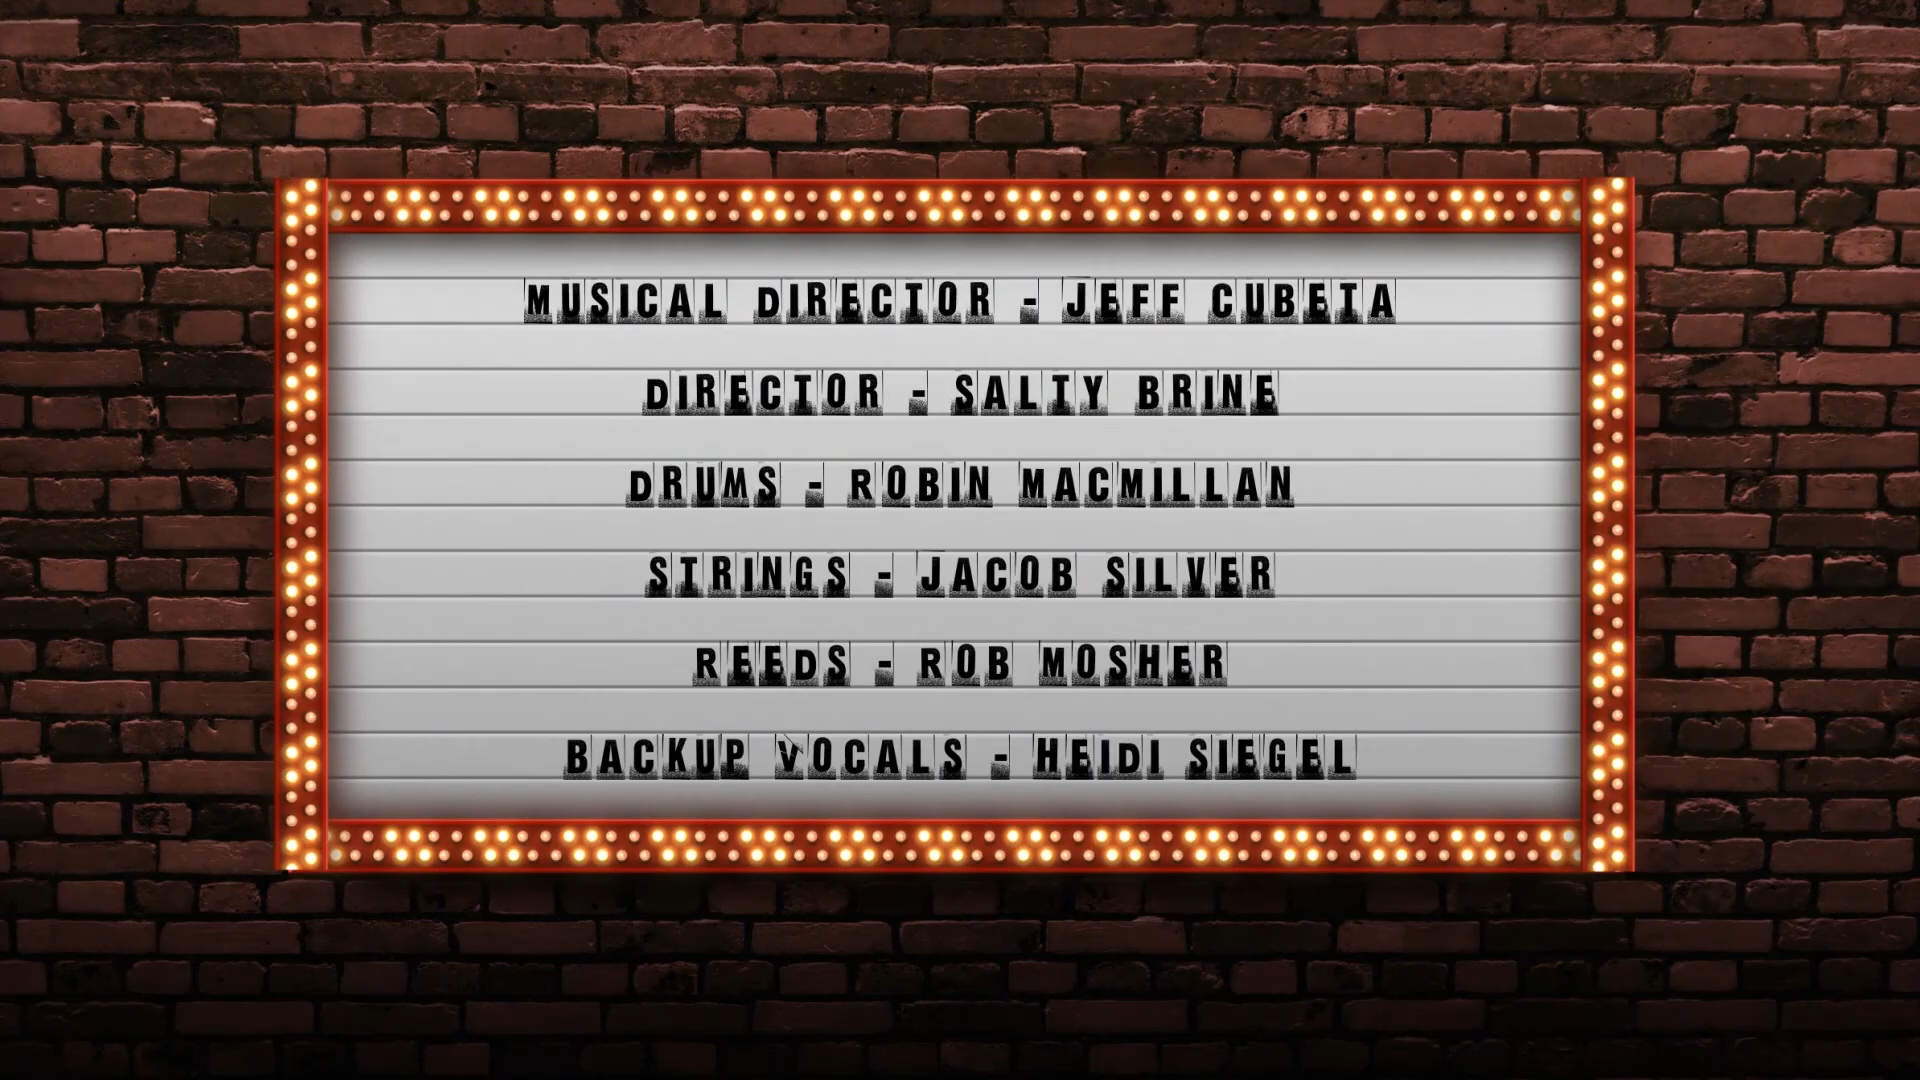 MUSICAL DIRECTOR - JEFF CUBETA
DIRECTOR - SALTY BRINE
DRUMS - ROBIN MACMILLAN
STRINGS - JACOB SILVER
REEDS - ROB MOSHER
BACKUP VOCALS - HEIDI SIEGEL